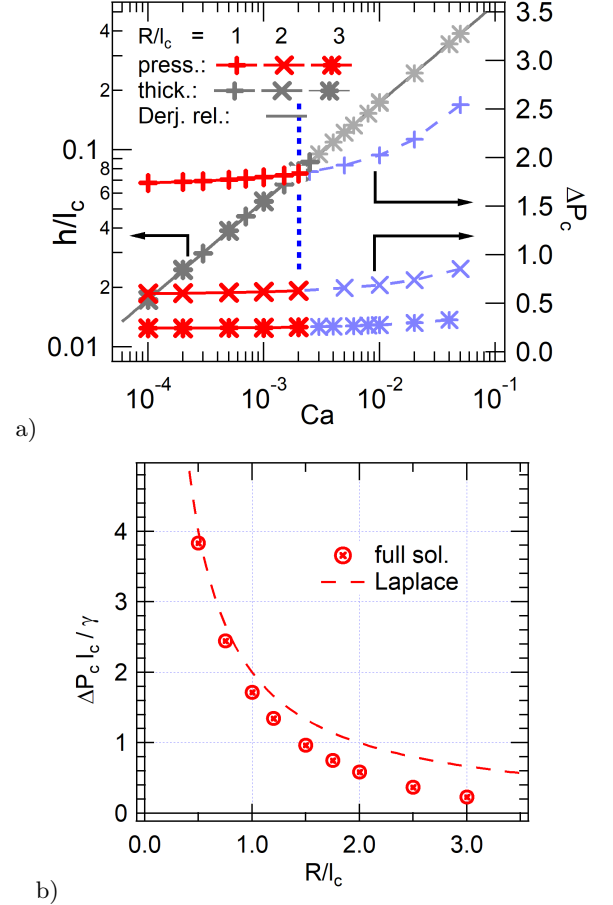 R/l_c = 1 2 3
press.:
thick.:
Derj. rel.:
h/l_c
4
2
0.1
8
6
4
2
0.01
3.5
3.0
2.5
2.0
1.5
1.0
0.5
0.0
ΔP_c
10^-4
10^-3
10^-2
10^-1
Ca
a)
4
3
2
1
0
ΔP_c l_c / γ
full sol.
Laplace
0.0 1.0 2.0 3.0
R/l_c
b)